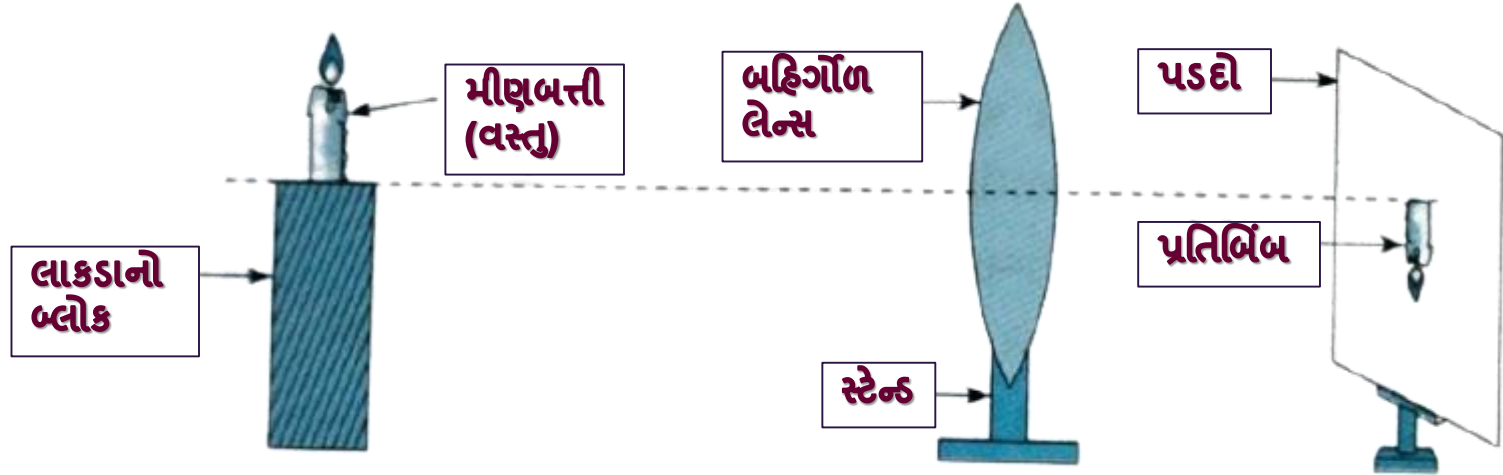 મીણબત્તી
(વસ્તુ)
બહિર્ગોળ
લેન્સ
પડદો
લાકડાનો
બ્લોક
પ્રતિબિંબ
સ્ટેન્ડ